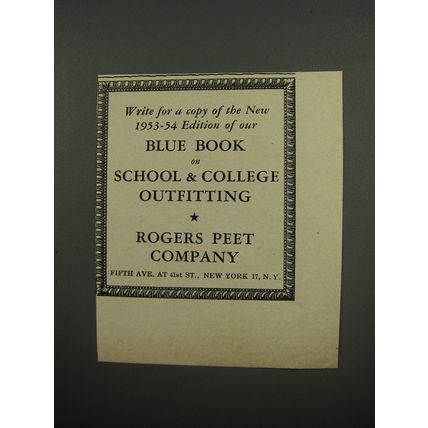 Write for a copy of the New
1953-54 Edition of our
BLUE BOOK
on
SCHOOL & COLLEGE
OUTFITTING
★
ROGERS PEET
COMPANY
FIFTH AVE. AT 41st ST., NEW YORK 17, N.Y.